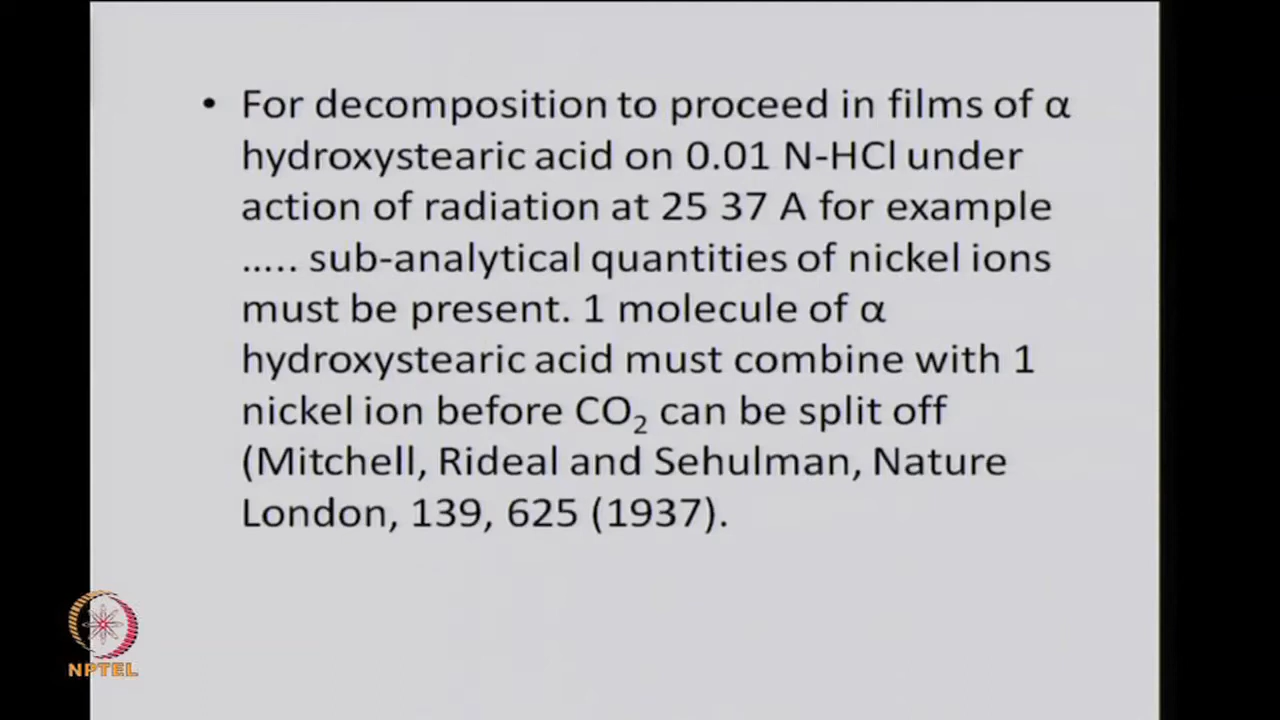 • For decomposition to proceed in films of α
hydroxystearic acid on 0.01 N-HCl under
action of radiation at 25 37 A for example
..... sub-analytical quantities of nickel ions
must be present. 1 molecule of α
hydroxystearic acid must combine with 1
nickel ion before CO₂ can be split off
(Mitchell, Rideal and Sehulman, Nature
London, 139, 625 (1937).
NPTEL